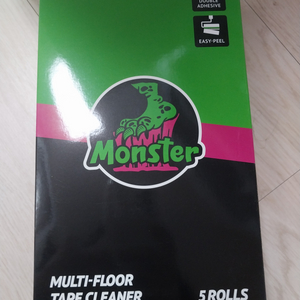 DOUBLE
ADHESIVE
EASY-PEEL
Monster
MULTI-FLOOR
TAPE CLEANER
5 ROLLS